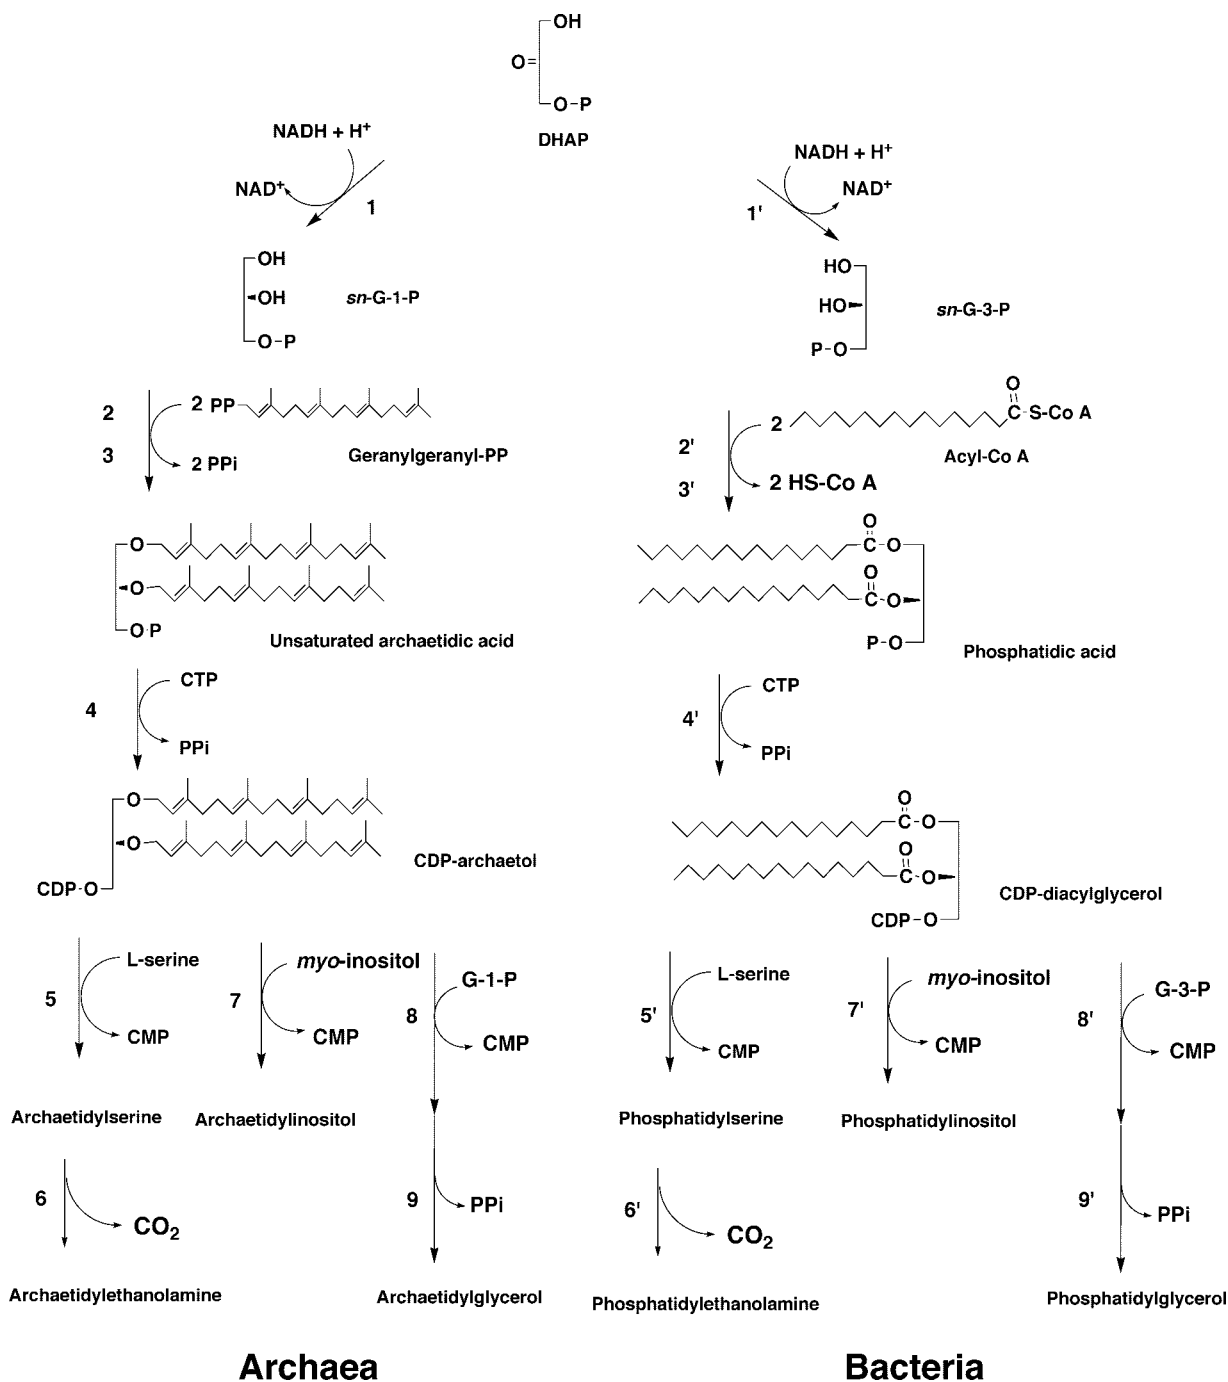 OH
O=
O-P
DHAP
NADH + H+
NAD+
1
NADH + H+
NAD+
1'
OH
OH
O-P
sn-G-1-P
HO
HO
P-O
sn-G-3-P
2
3
2 PP
2 PPi
Geranylgeranyl-PP
2'
3'
2
O
C-S-Co A
Acyl-Co A
2 HS-Co A
O
O
O-P
Unsaturated archaetidic acid
O
C-O
O
C-O
P-O
Phosphatidic acid
4
CTP
PPi
4'
CTP
PPi
O
O
CDP-O
CDP-archaetol
O
C-O
O
C-O
CDP-O
CDP-diacylglycerol
5
L-serine
CMP
7
myo-inositol
CMP
8
G-1-P
CMP
5'
L-serine
CMP
7'
myo-inositol
CMP
8'
G-3-P
CMP
Archaetidylserine
Archaetidylinositol
Phosphatidylserine
Phosphatidylinositol
6
CO2
9
PPi
6'
CO2
9'
PPi
Archaetidylethanolamine
Archaetidylglycerol
Phosphatidylethanolamine
Phosphatidylglycerol
Archaea
Bacteria